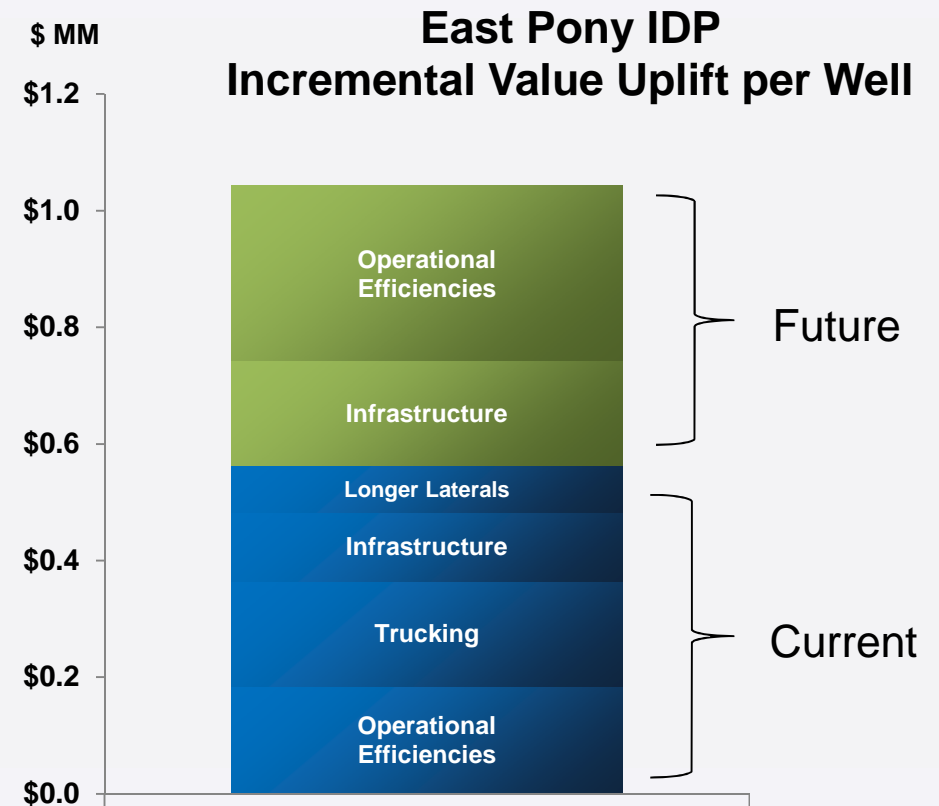 $ MM
East Pony IDP
Incremental Value Uplift per Well
$1.2
$1.0
$0.8
$0.6
$0.4
$0.2
$0.0
Operational
Efficiencies
Infrastructure
Longer Laterals
Infrastructure
Trucking
Operational
Efficiencies
Future
Current